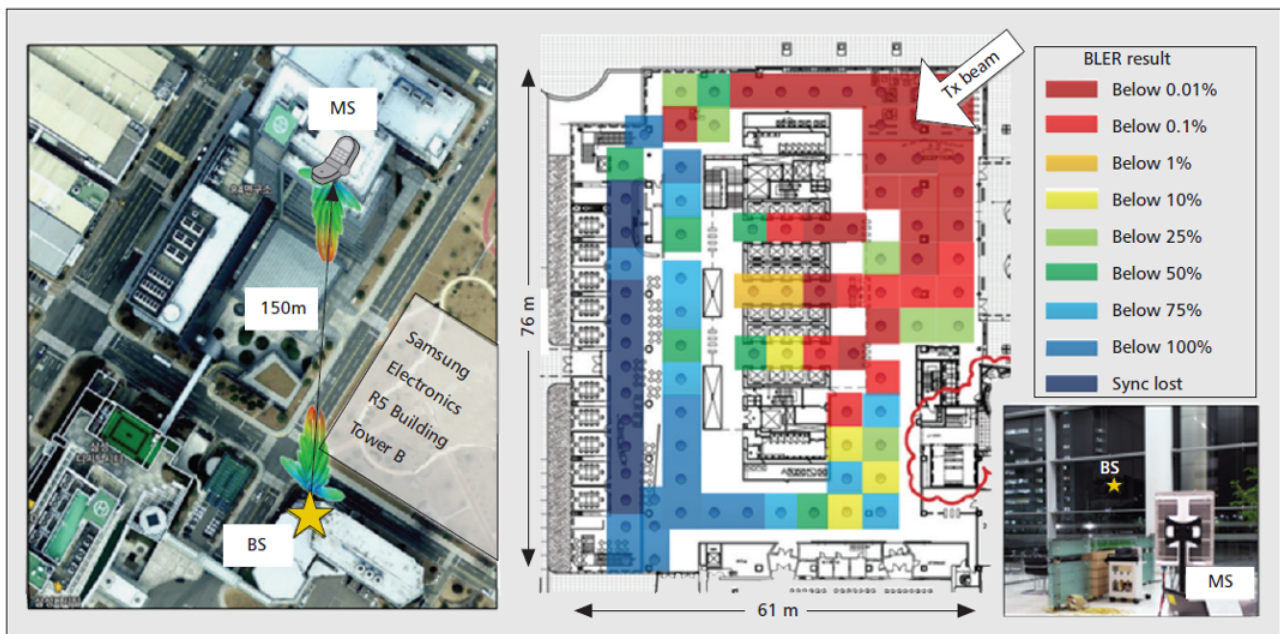 MS
150m
Samsung
Electronics
R5 Building
Tower B
BS
Tx beam
76 m
61 m
BLER result
Below 0.01%
Below 0.1%
Below 1%
Below 10%
Below 25%
Below 50%
Below 75%
Below 100%
Sync lost
BS
MS